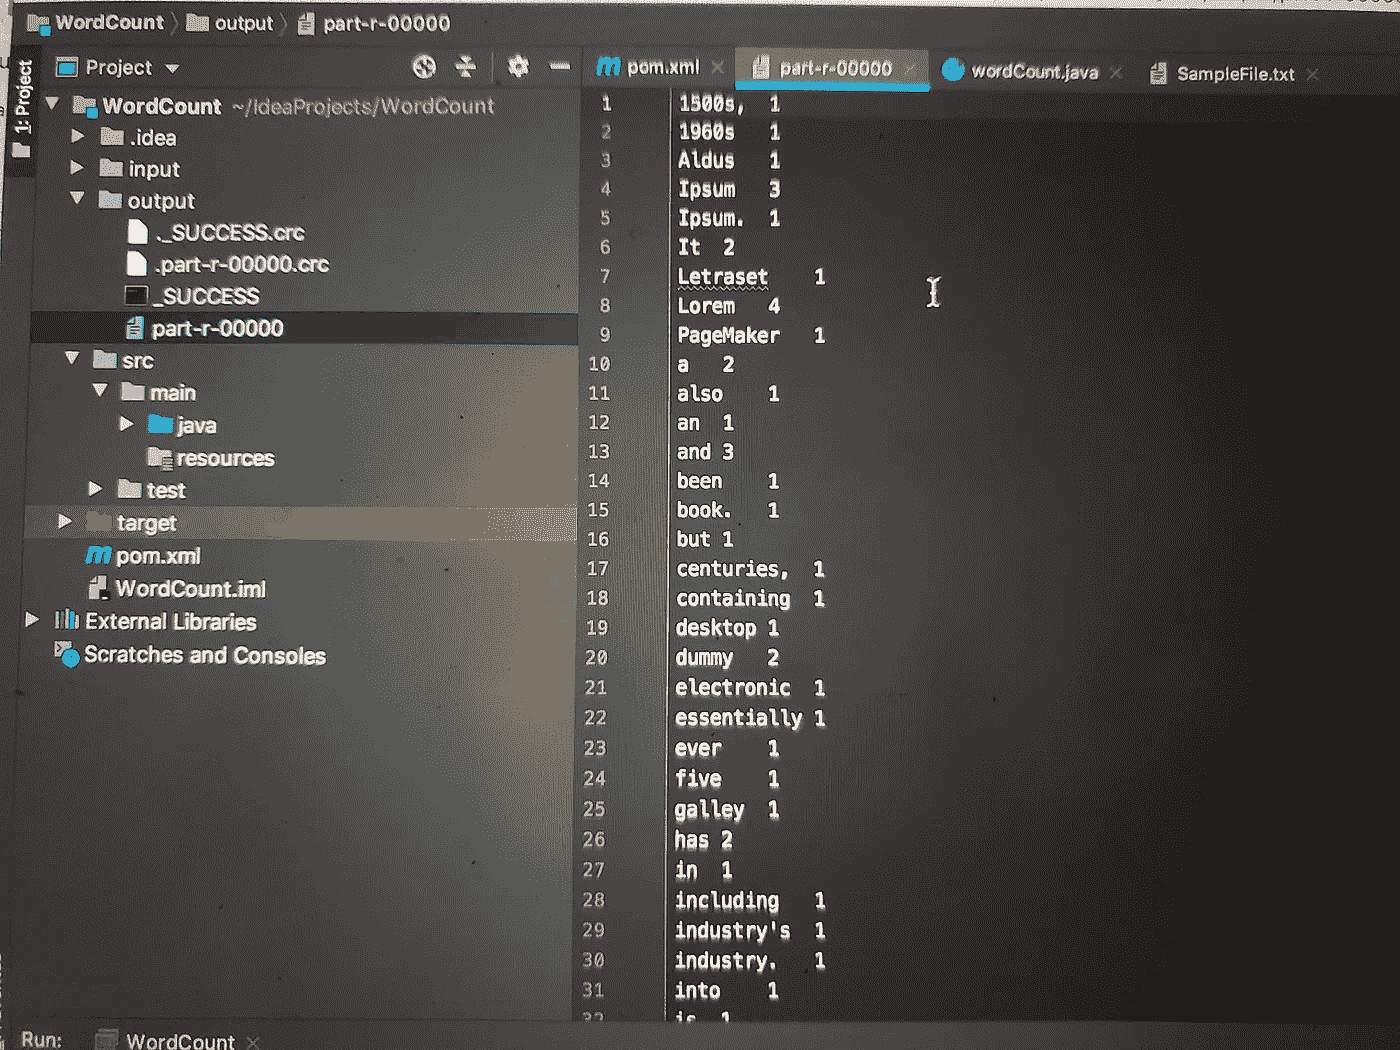 WordCount output part-r-00000
Project
1: Project
pom.xml part-r-00000 wordCount.java SampleFile.txt
WordCount ~/IdeaProjects/WordCount
.idea
input
output
._SUCCESS.crc
.part-r-00000.crc
_SUCCESS
part-r-00000
src
main
java
resources
test
target
pom.xml
WordCount.iml
External Libraries
Scratches and Consoles
1 1500s, 1
2 1960s 1
3 Aldus 1
4 Ipsum 3
5 Ipsum. 1
6 It 2
7 Letraset 1
8 Lorem 4
9 PageMaker 1
10 a 2
11 also 1
12 an 1
13 and 3
14 been 1
15 book. 1
16 but 1
17 centuries, 1
18 containing 1
19 desktop 1
20 dummy 2
21 electronic 1
22 essentially 1
23 ever 1
24 five 1
25 galley 1
26 has 2
27 in 1
28 including 1
29 industry's 1
30 industry. 1
31 into 1
32 is 1
Run: WordCount